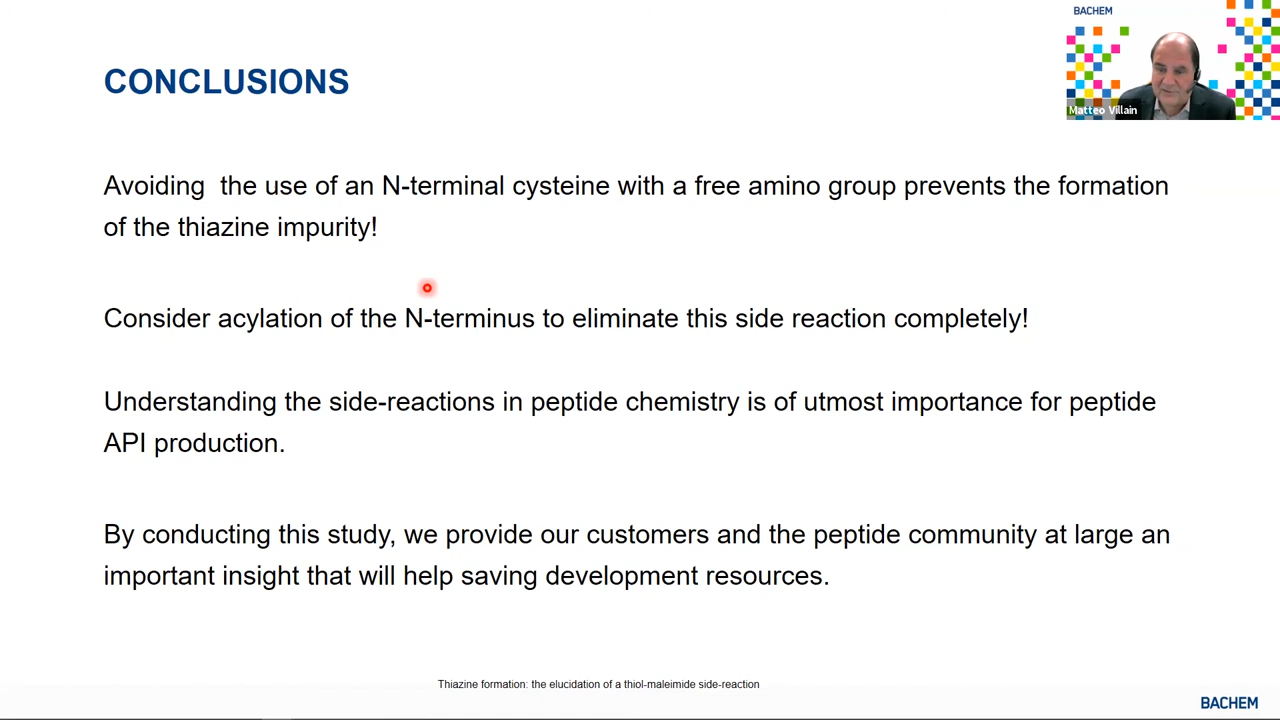 BACHEM
Matteo Villain
CONCLUSIONS
Avoiding the use of an N-terminal cysteine with a free amino group prevents the formation
of the thiazine impurity!
Consider acylation of the N-terminus to eliminate this side reaction completely!
Understanding the side-reactions in peptide chemistry is of utmost importance for peptide
API production.
By conducting this study, we provide our customers and the peptide community at large an
important insight that will help saving development resources.
Thiazine formation: the elucidation of a thiol-maleimide side-reaction
BACHEM